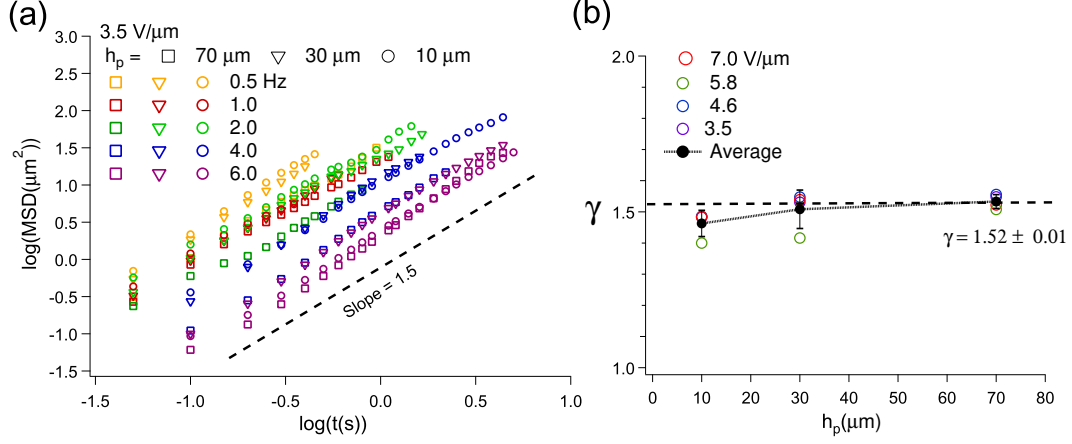 (a)
3.5 V/μm
hp = 70 μm 30 μm 10 μm
0.5 Hz
1.0
2.0
4.0
6.0
3.0
2.5
2.0
1.5
1.0
0.5
0.0
-0.5
-1.0
-1.5
log(MSD(μm²)
Slope = 1.5
-1.5 -1.0 -0.5 0.0 0.5 1.0
log(t(s))
(b)
7.0 V/μm
5.8
4.6
3.5
Average
2.0
1.5
1.0
γ
γ = 1.52 ± 0.01
0 10 20 30 40 50 60 70 80
hp(μm)